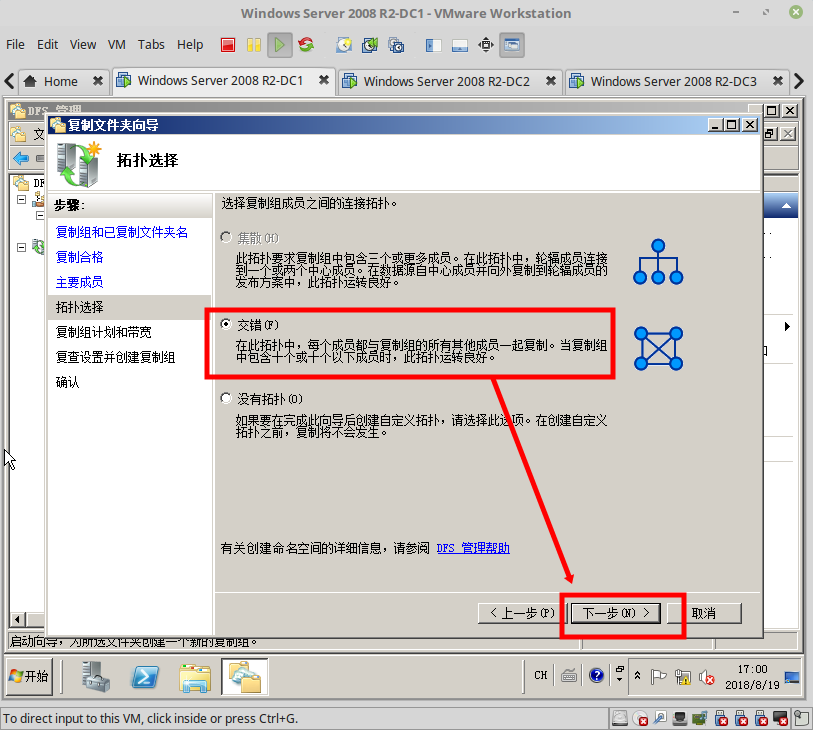 Windows Server 2008 R2-DC1 - VMware Workstation
File Edit View VM Tabs Help
Home Windows Server 2008 R2-DC1 Windows Server 2008 R2-DC2 Windows Server 2008 R2-DC3
DFS 管理
复制文件夹向导
文
拓扑选择
DF
步骤:
选择复制组成员之间的连接拓扑。
复制组和已复制文件夹名
复制合格
主要成员
拓扑选择
复制组计划和带宽
复查设置并创建复制组
确认
集散(H)
此拓扑要求复制组中包含三个或更多成员。在此拓扑中，轮辐成员连接
到一个或两个中心成员。在数据源自中心成员并向外复制到轮辐成员的
发布方案中，此拓扑运转良好。
交错(F)
在此拓扑中，每个成员都与复制组的所有其他成员一起复制。当复制组
中包含十个或十个以下成员时，此拓扑运转良好。
没有拓扑(O)
如果要在完成此向导后创建自定义拓扑，请选择此选项。在创建自定义
拓扑之前，复制将不会发生。
有关创建命名空间的详细信息，请参阅 DFS 管理帮助
< 上一步(P) 下一步(N) > 取消
启动向导，为所选文件夹创建一个新的复制组。
开始 CH 17:00
2018/8/19
To direct input to this VM, click inside or press Ctrl+G.